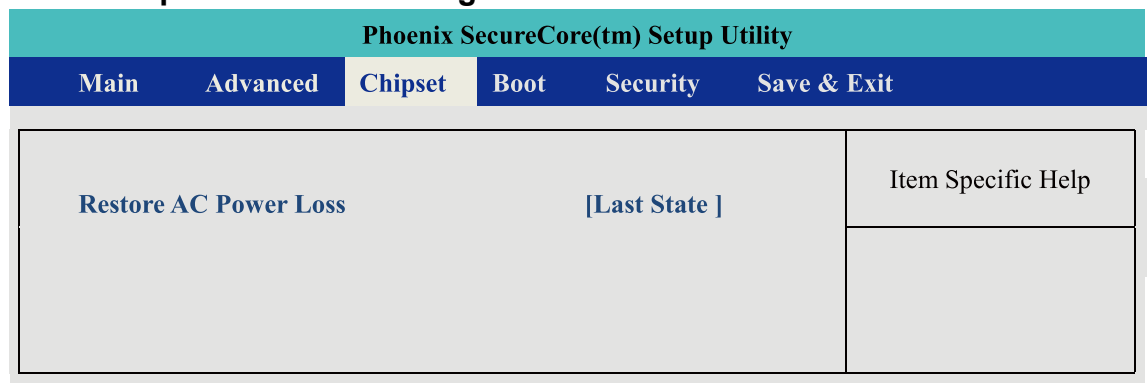 Phoenix SecureCore(tm) Setup Utility
Main Advanced Chipset Boot Security Save & Exit
Restore AC Power Loss [Last State ]
Item Specific Help